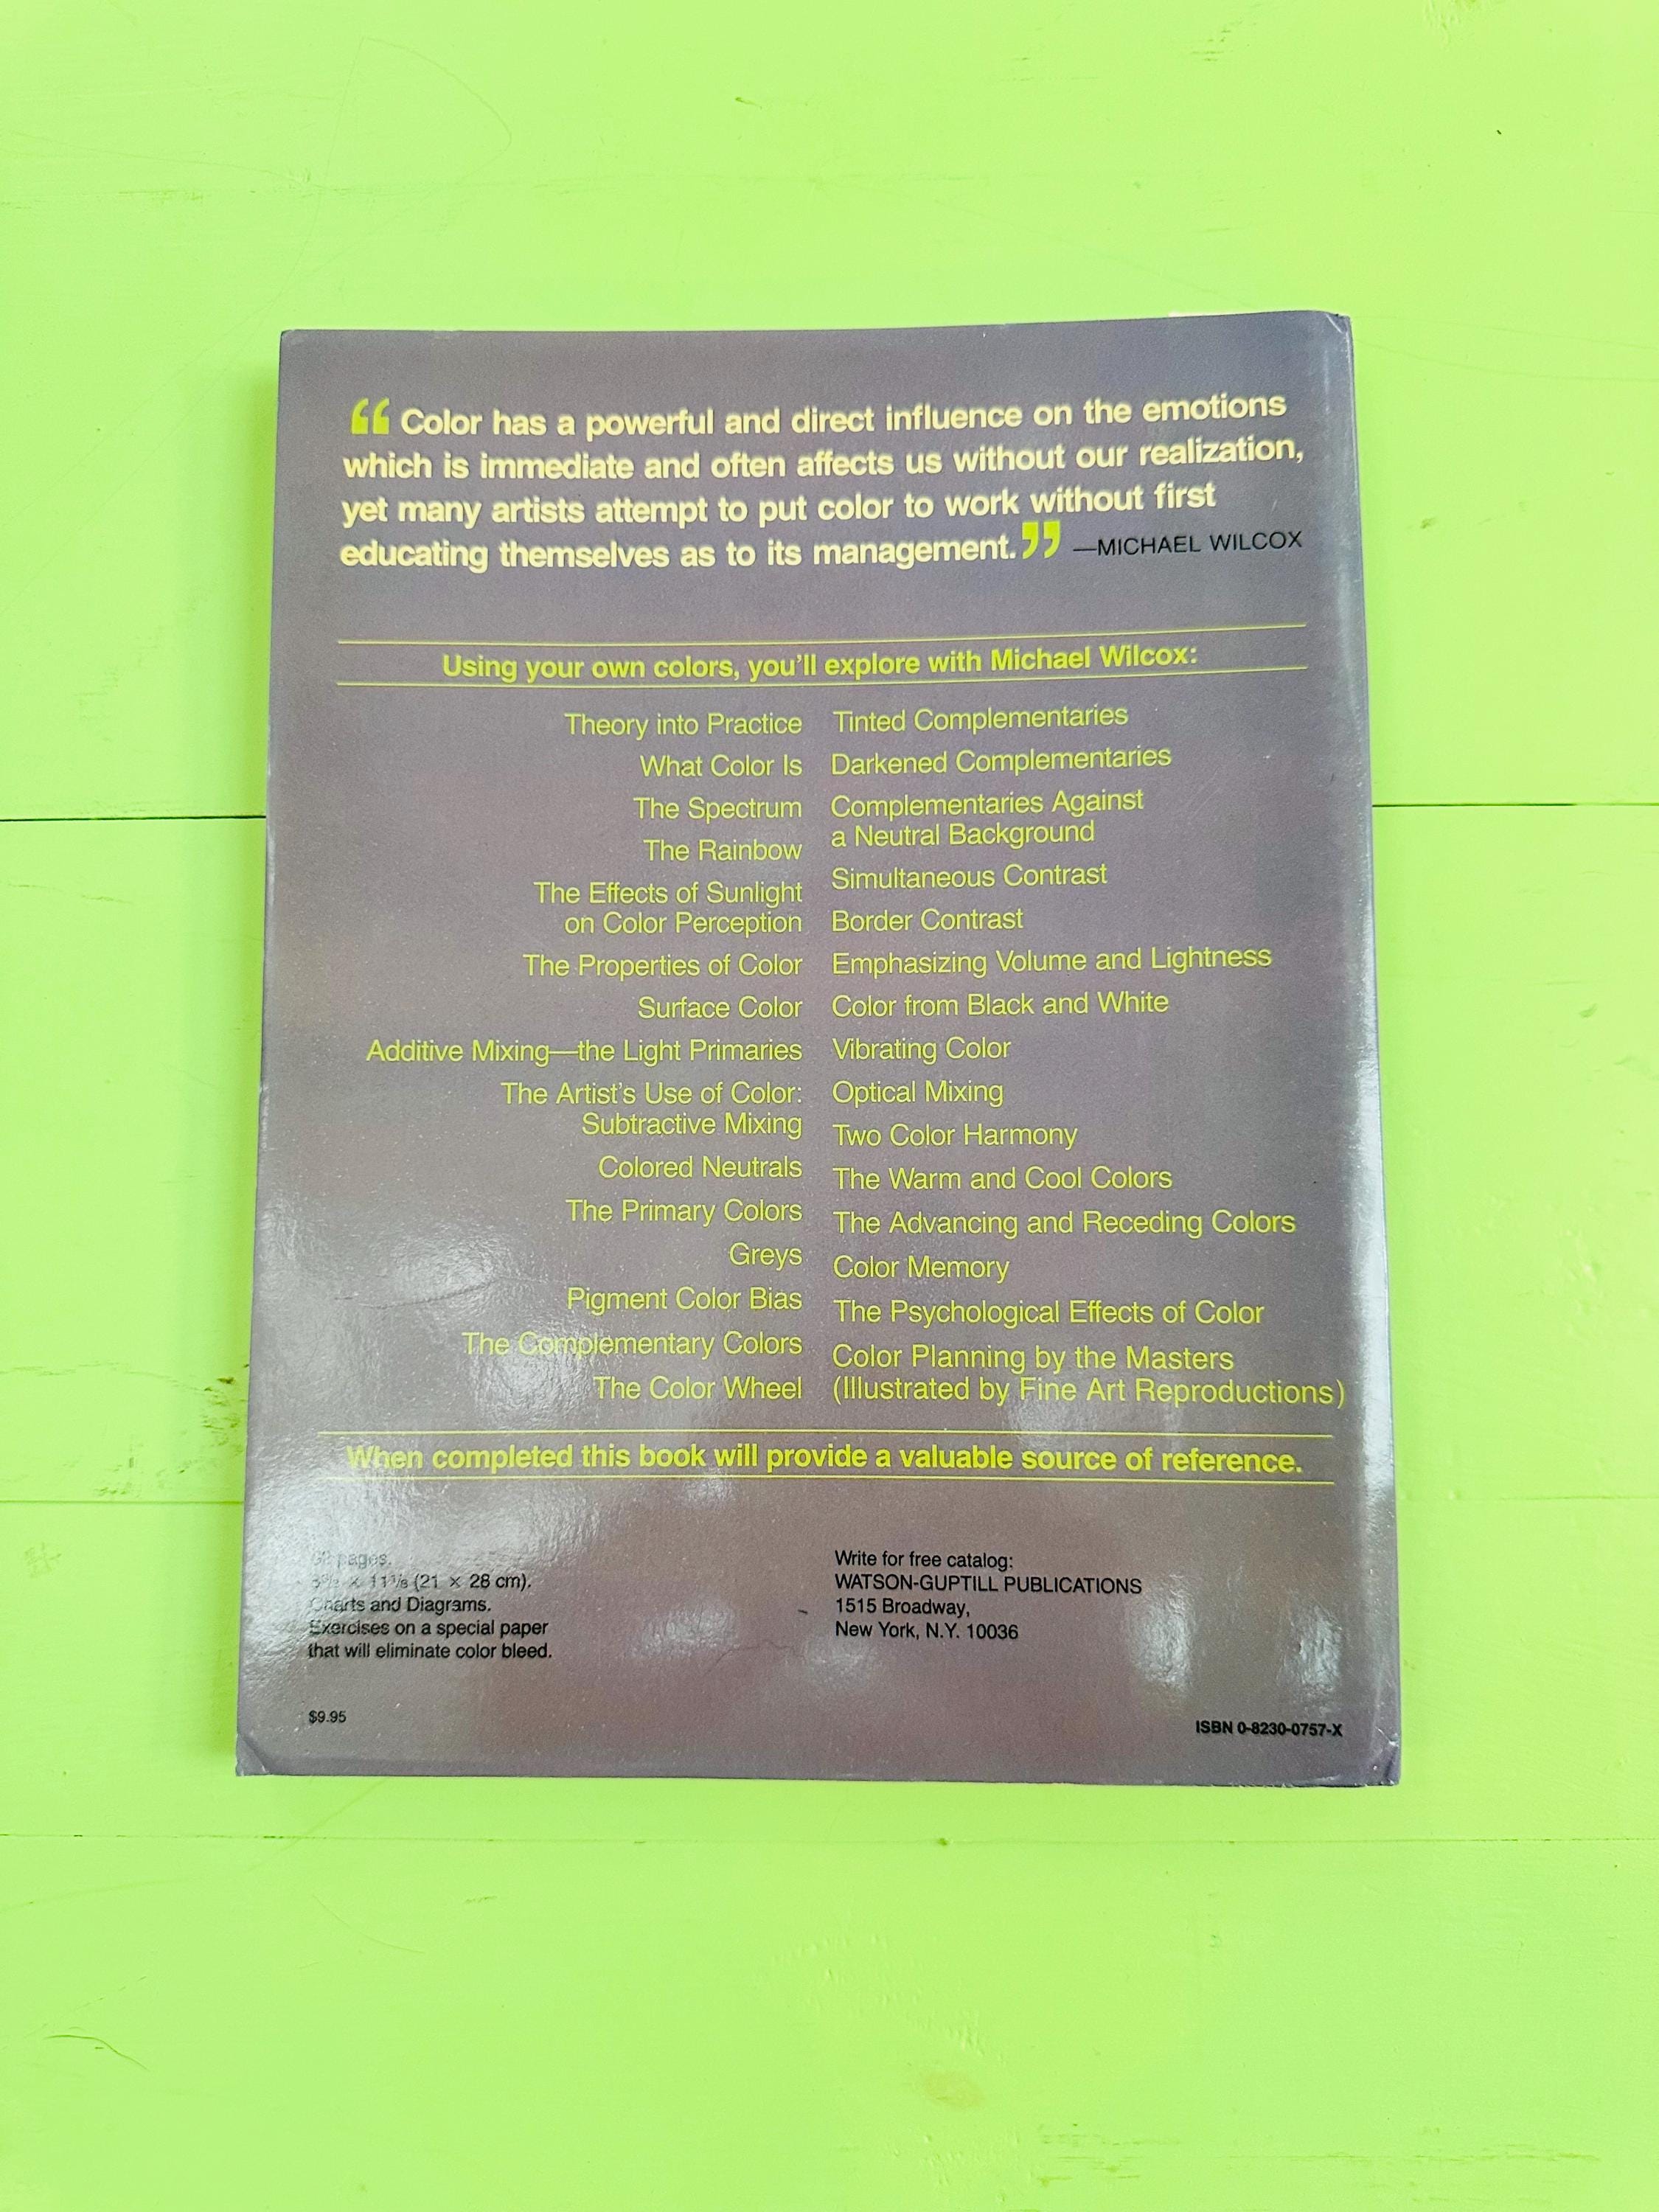 “ Color has a powerful and direct influence on the emotions
which is immediate and often affects us without our realization,
yet many artists attempt to put color to work without first
educating themselves as to its management.” —MICHAEL WILCOX
Using your own colors, you'll explore with Michael Wilcox:
Theory into Practice
What Color Is
The Spectrum
The Rainbow
The Effects of Sunlight
on Color Perception
The Properties of Color
Surface Color
Additive Mixing—the Light Primaries
The Artist's Use of Color:
Subtractive Mixing
Colored Neutrals
The Primary Colors
Greys
Pigment Color Bias
The Complementary Colors
The Color Wheel
Tinted Complementaries
Darkened Complementaries
Complementaries Against
a Neutral Background
Simultaneous Contrast
Border Contrast
Emphasizing Volume and Lightness
Color from Black and White
Vibrating Color
Optical Mixing
Two Color Harmony
The Warm and Cool Colors
The Advancing and Receding Colors
Color Memory
The Psychological Effects of Color
Color Planning by the Masters
(Illustrated by Fine Art Reproductions)
When completed this book will provide a valuable source of reference.
pages.
(21 × 28 cm).
Charts and Diagrams.
Exercises on a special paper
that will eliminate color bleed.
$9.95
Write for free catalog:
WATSON-GUPTILL PUBLICATIONS
1515 Broadway,
New York, N.Y. 10036
ISBN 0-8230-0757-X